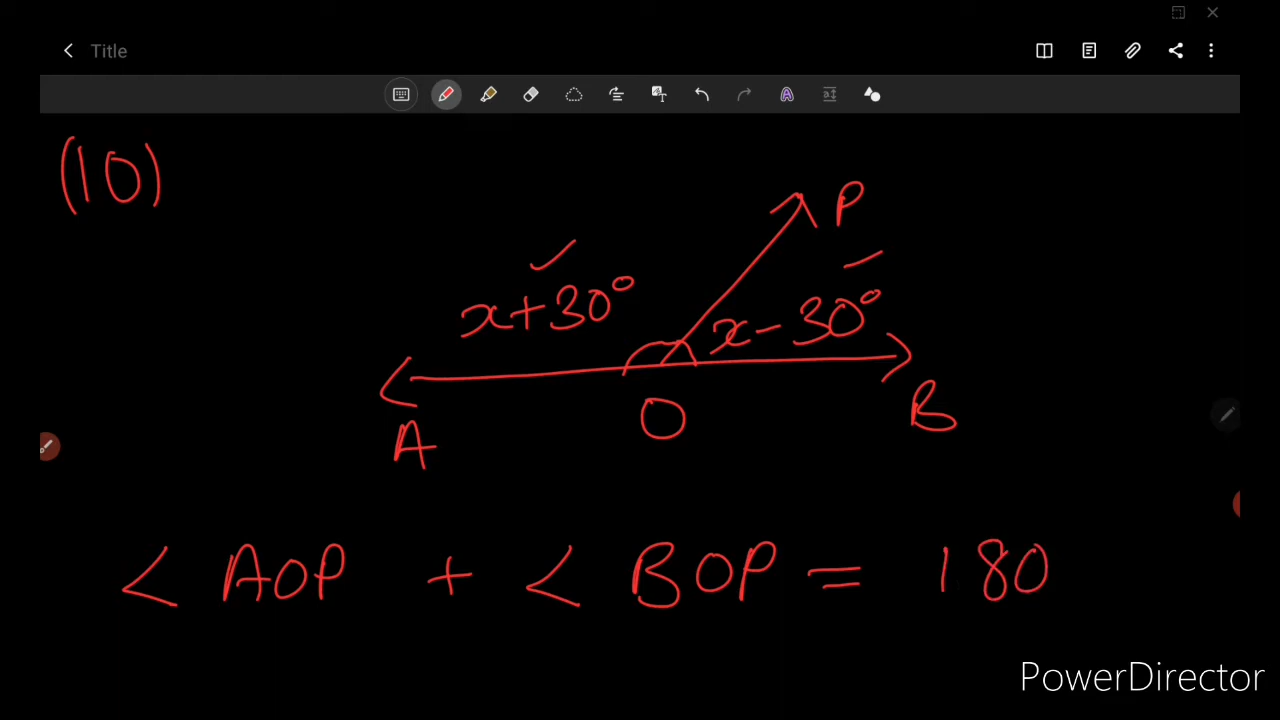 Title
(10)
P
x+30°
x-30°
A
O
B
< AOP + < BOP = 180
PowerDirector